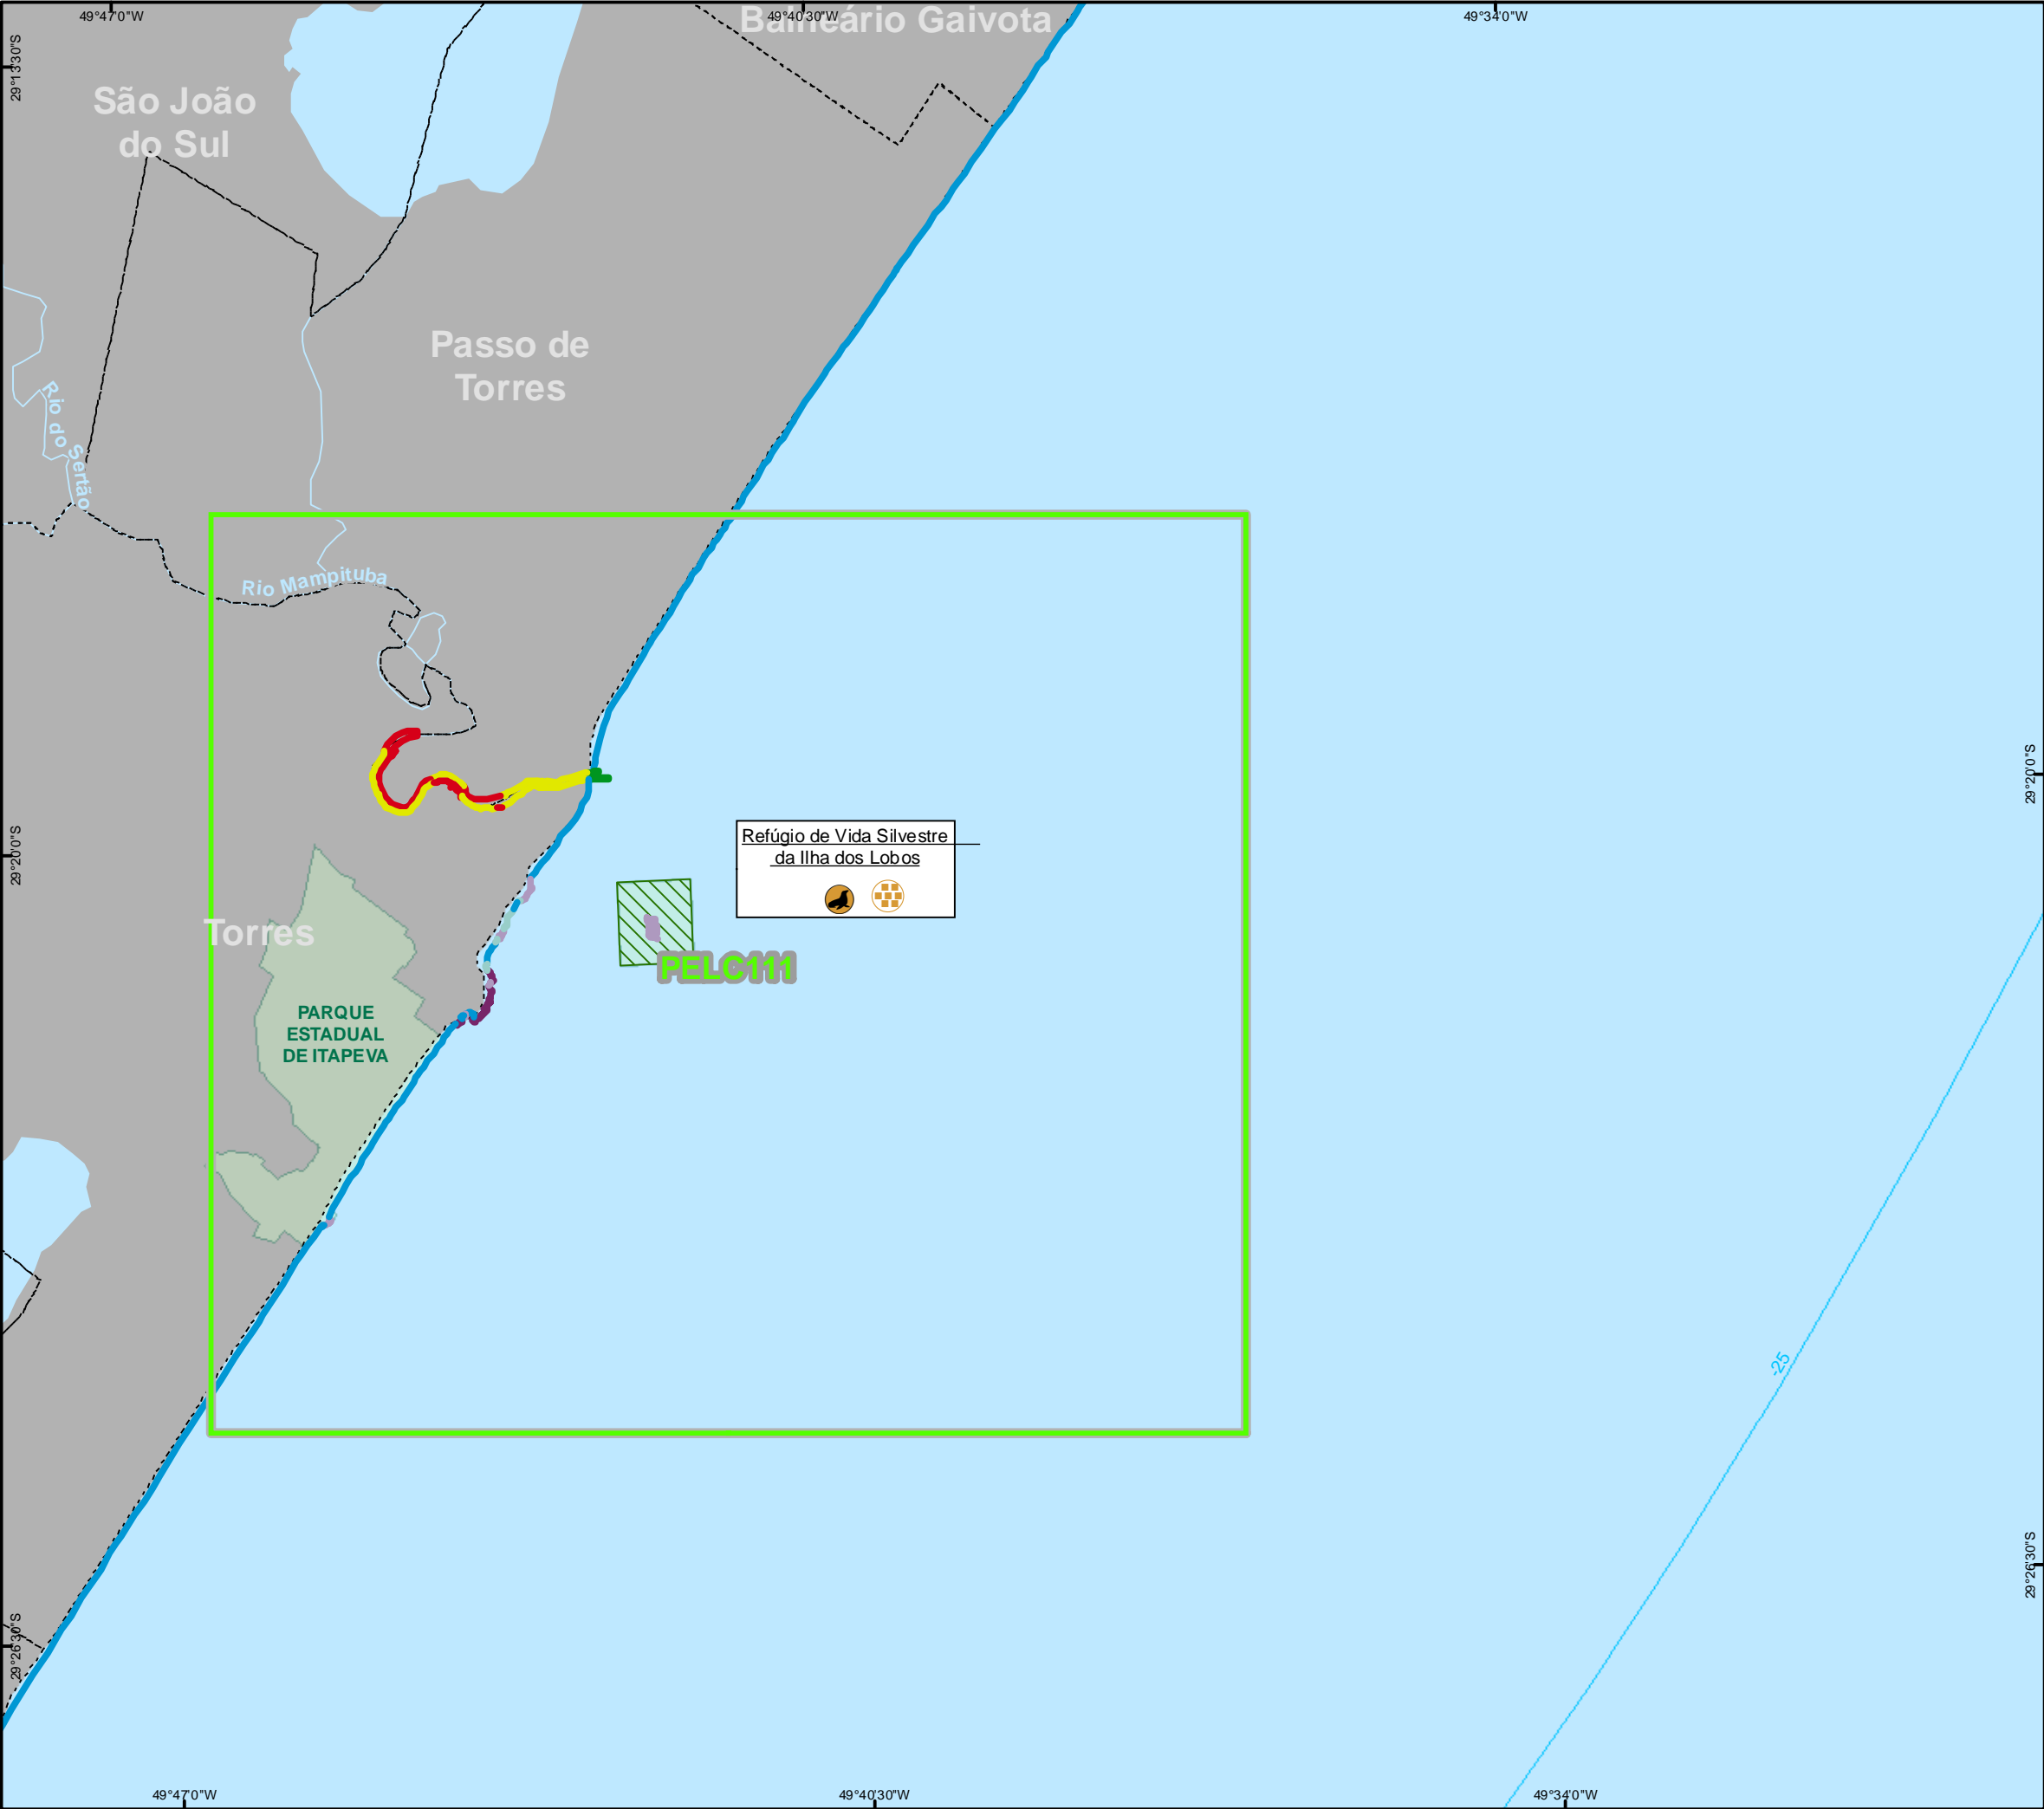 49°47'0"W
49°40'30"W
49°34'0"W
Balneário Gaivota
29°13'30"S
São João
do Sul
Passo de
Torres
Rio do Sertão
Rio Mampituba
29°20'0"S
29°20'0"S
Refúgio de Vida Silvestre
da Ilha dos Lobos
Torres
PELC111
PARQUE
ESTADUAL
DE ITAPEVA
-25
29°26'30"S
29°26'30"S
49°47'0"W
49°40'30"W
49°34'0"W